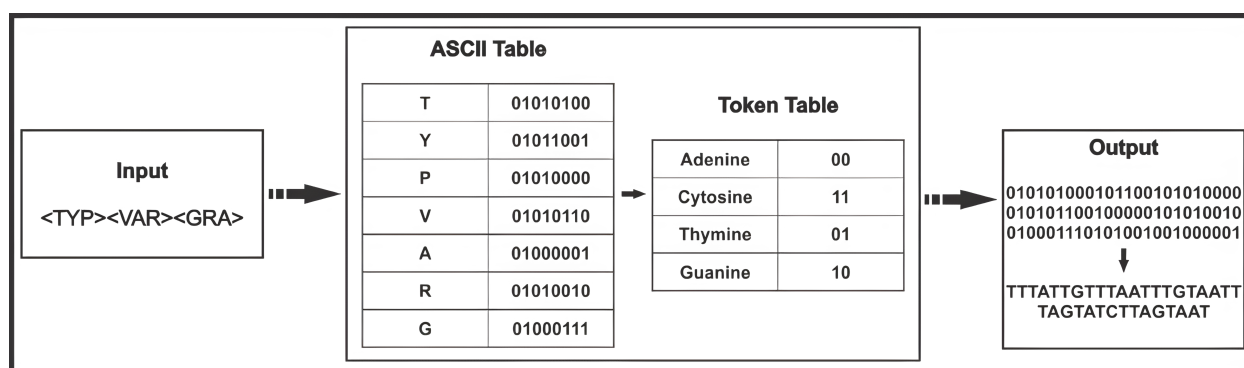 ASCII Table
T 01010100
Y 01011001
P 01010000
V 01010110
A 01000001
R 01010010
G 01000111
Input
<TYP><VAR><GRA>
Token Table
Adenine 00
Cytosine 11
Thymine 01
Guanine 10
Output
010101000101100101010000
010101100100000101010010
010001110101001001000001
TTTATTGTTTAATTTGTAATT
TAGTATCTTAGTAAT